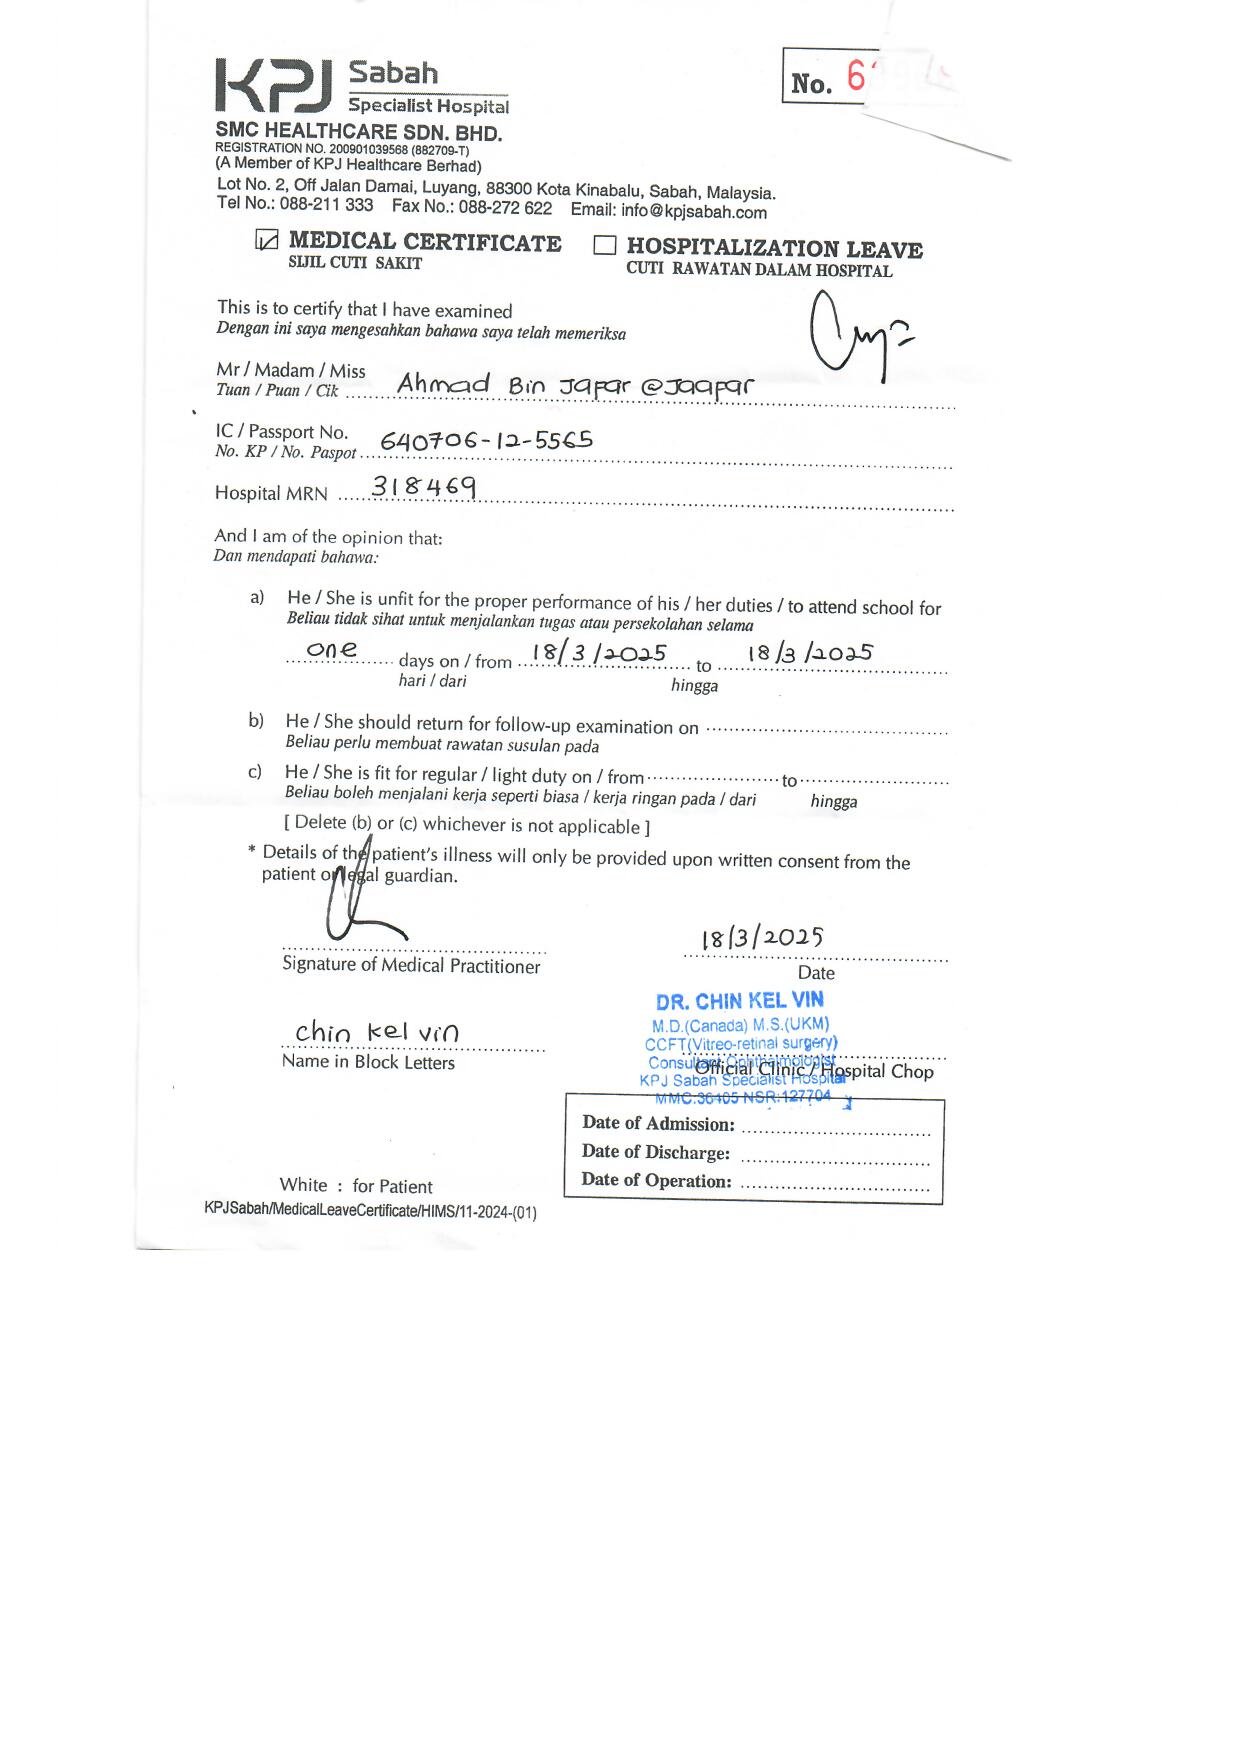 KPJ Sabah
Specialist Hospital
No. 6
SMC HEALTHCARE SDN. BHD.
REGISTRATION NO. 200901039568 (882709-T)
(A Member of KPJ Healthcare Berhad)
Lot No. 2, Off Jalan Damai, Luyang, 88300 Kota Kinabalu, Sabah, Malaysia.
Tel No.: 088-211 333 Fax No.: 088-272 622 Email: info@kpjsabah.com
MEDICAL CERTIFICATE HOSPITALIZATION LEAVE
SIJIL CUTI SAKIT CUTI RAWATAN DALAM HOSPITAL
This is to certify that I have examined
Dengan ini saya mengesahkan bahawa saya telah memeriksa
Mr / Madam / Miss
Tuan / Puan / Cik Ahmad Bin Japar @Jaapar
IC / Passport No.
No. KP / No. Paspot 640706-12-5565
Hospital MRN 318469
And I am of the opinion that:
Dan mendapati bahawa:
a) He / She is unfit for the proper performance of his / her duties / to attend school for
Beliau tidak sihat untuk menjalankan tugas atau persekolahan selama
one days on / from 18/3/2025 to 18/3/2025
hari / dari hingga
b) He / She should return for follow-up examination on
Beliau perlu membuat rawatan susulan pada
c) He / She is fit for regular / light duty on / from to
Beliau boleh menjalani kerja seperti biasa / kerja ringan pada / dari hingga
[ Delete (b) or (c) whichever is not applicable ]
* Details of the patient's illness will only be provided upon written consent from the
patient or legal guardian.
18/3/2025
Signature of Medical Practitioner Date
DR. CHIN KEL VIN
M.D.(Canada) M.S.(UKM)
CCFT(Vitreo-retinal surgery)
Consultant Ophthalmologist
KPJ Sabah Specialist Hospital
MMC:36405 NSR:127704
chin kel vin
Name in Block Letters Official Clinic / Hospital Chop
Date of Admission:
Date of Discharge:
Date of Operation:
White : for Patient
KPJSabah/MedicalLeaveCertificate/HIMS/11-2024-(01)